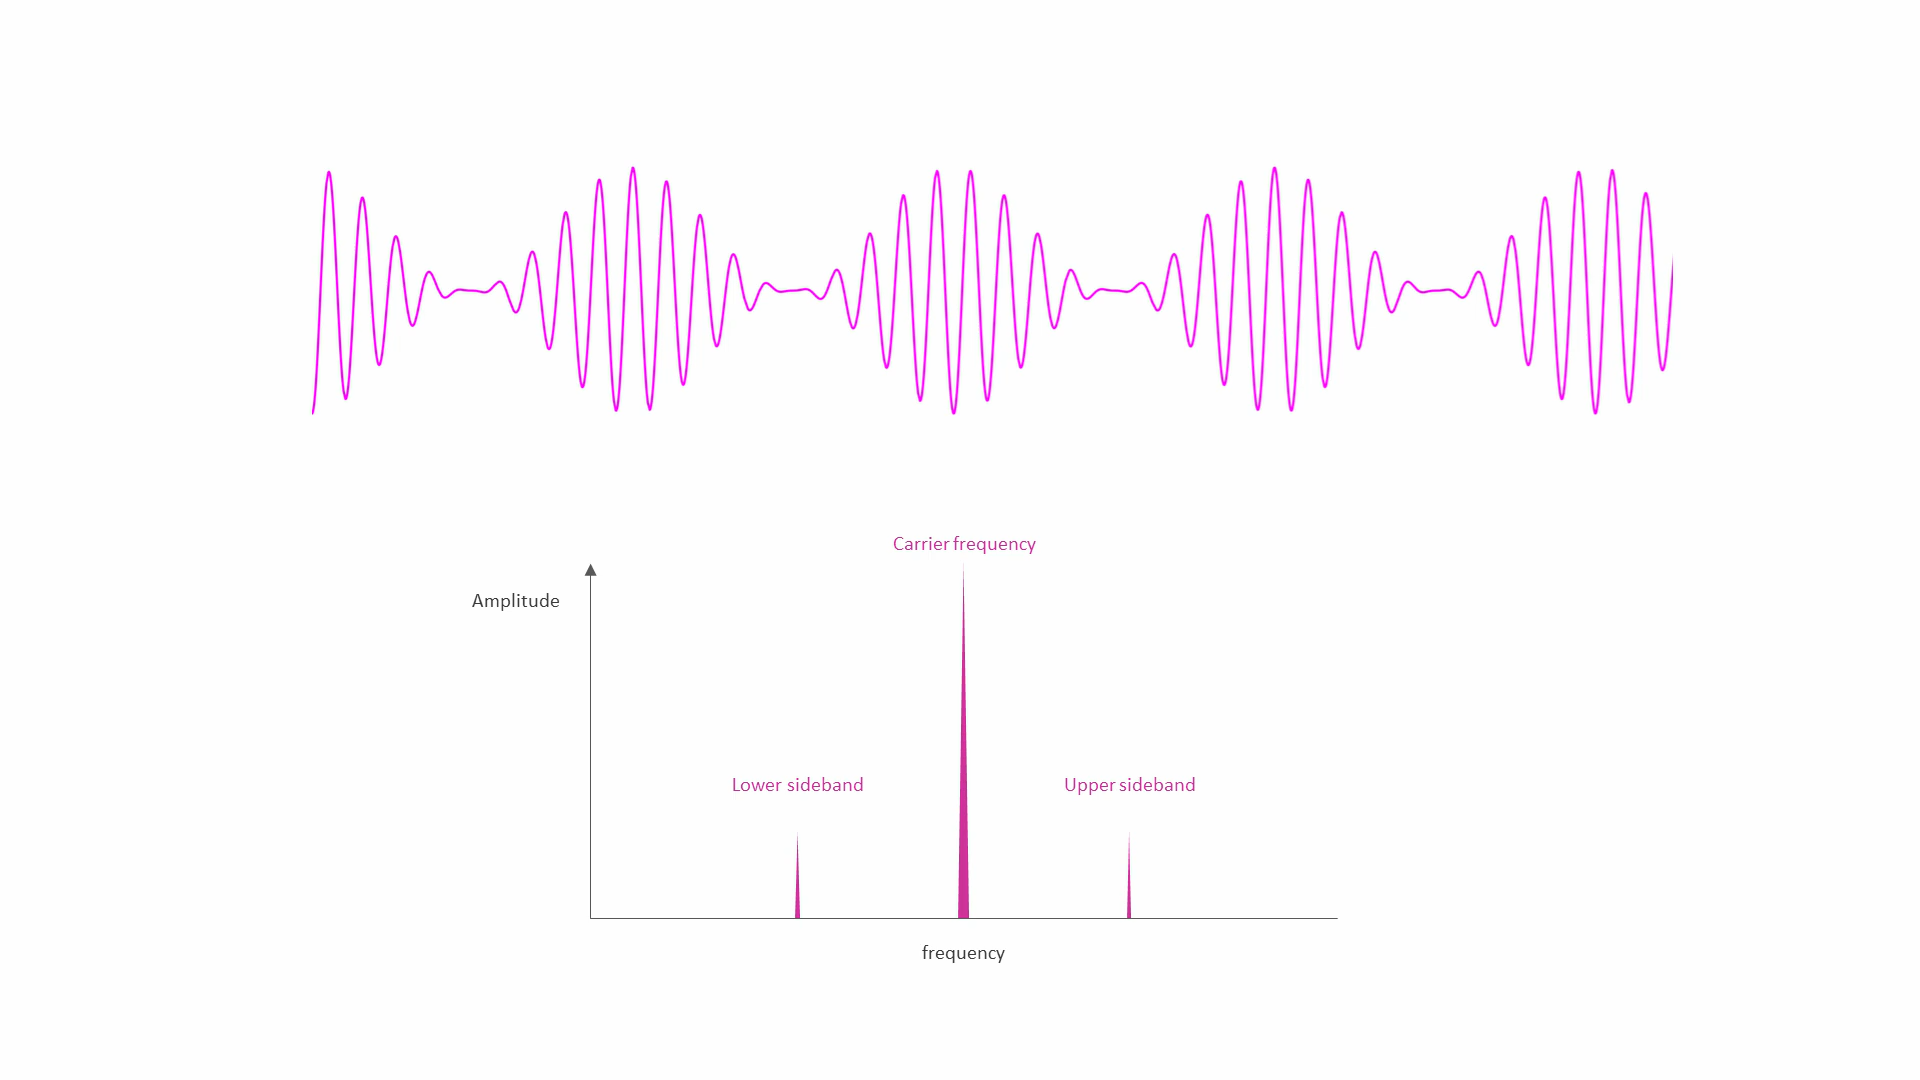 Carrier frequency
Amplitude
Lower sideband
Upper sideband
frequency